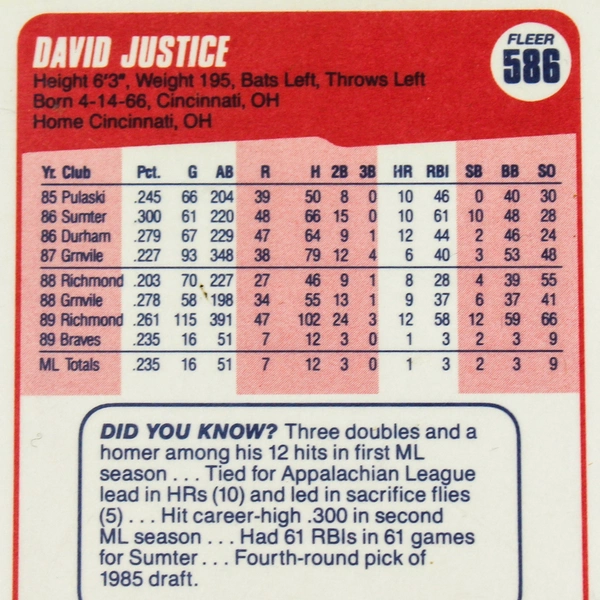 DAVID JUSTICE
FLEER
586
Height 6'3", Weight 195, Bats Left, Throws Left
Born 4-14-66, Cincinnati, OH
Home Cincinnati, OH
Yr. Club Pct. G AB R H 2B 3B HR RBI SB BB SO
85 Pulaski .245 66 204 39 50 8 0 10 46 0 40 30
86 Sumter .300 61 220 48 66 15 0 10 61 10 48 28
86 Durham .279 67 229 47 64 9 1 12 44 2 46 24
87 Grnvile .227 93 348 38 79 12 4 6 40 3 53 48
88 Richmond .203 70 227 27 46 9 1 8 28 4 39 55
88 Grnvile .278 58 198 34 55 13 1 9 37 6 37 41
89 Richmond .261 115 391 47 102 24 3 12 58 12 59 66
89 Braves .235 16 51 7 12 3 0 1 3 2 3 9
ML Totals .235 16 51 7 12 3 0 1 3 2 3 9
DID YOU KNOW? Three doubles and a
homer among his 12 hits in first ML
season . . . Tied for Appalachian League
lead in HRs (10) and led in sacrifice flies
(5) . . . Hit career-high .300 in second
ML season . . . Had 61 RBIs in 61 games
for Sumter . . . Fourth-round pick of
1985 draft.